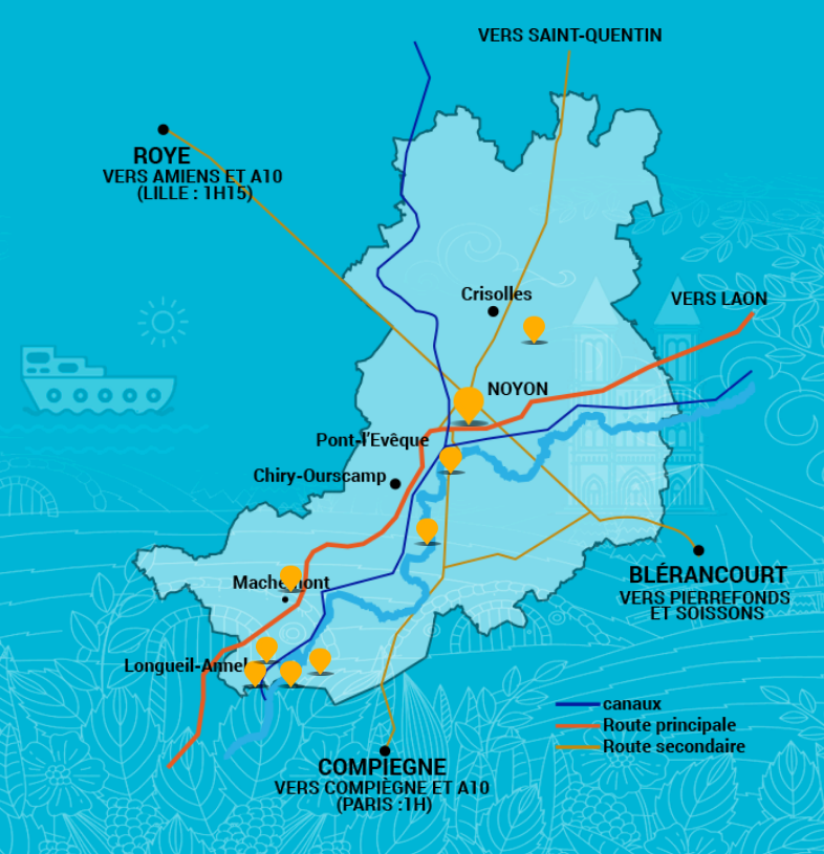 VERS SAINT-QUENTIN
ROYE
VERS AMIENS ET A10
(LILLE : 1H15)
Crisolles
VERS LAON
NOYON
Pont-l'Evêque
Chiry-Ourscamp
Machemont
BLÉRANCOURT
VERS PIERREFONDS
ET SOISSONS
Longueil-Annel
canaux
Route principale
Route secondaire
COMPIEGNE
VERS COMPIÈGNE ET A10
(PARIS :1H)